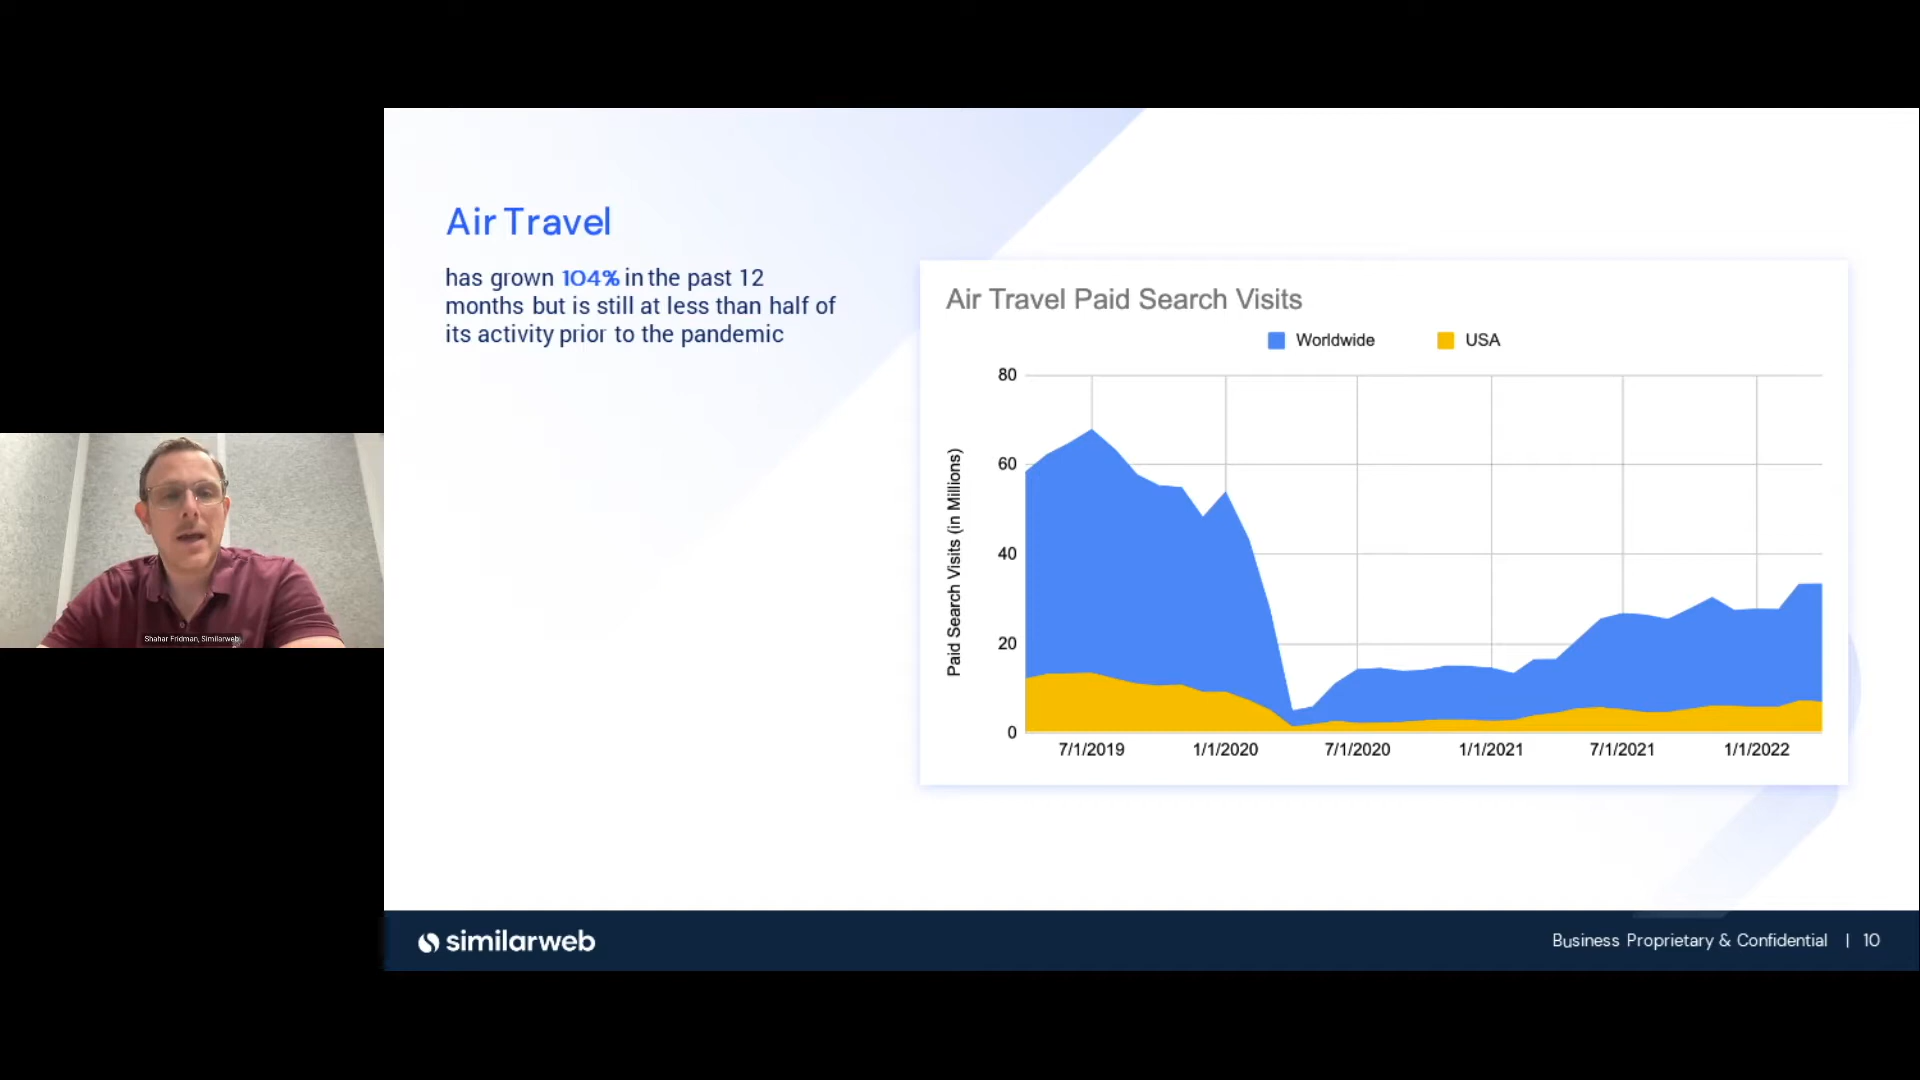 Air Travel
has grown 104% in the past 12
months but is still at less than half of
its activity prior to the pandemic
Air Travel Paid Search Visits
Worldwide
USA
Paid Search Visits (in Millions)
80
60
40
20
0
7/1/2019
1/1/2020
7/1/2020
1/1/2021
7/1/2021
1/1/2022
Shahar Fridman, Similarweb
similarweb
Business Proprietary & Confidential | 10